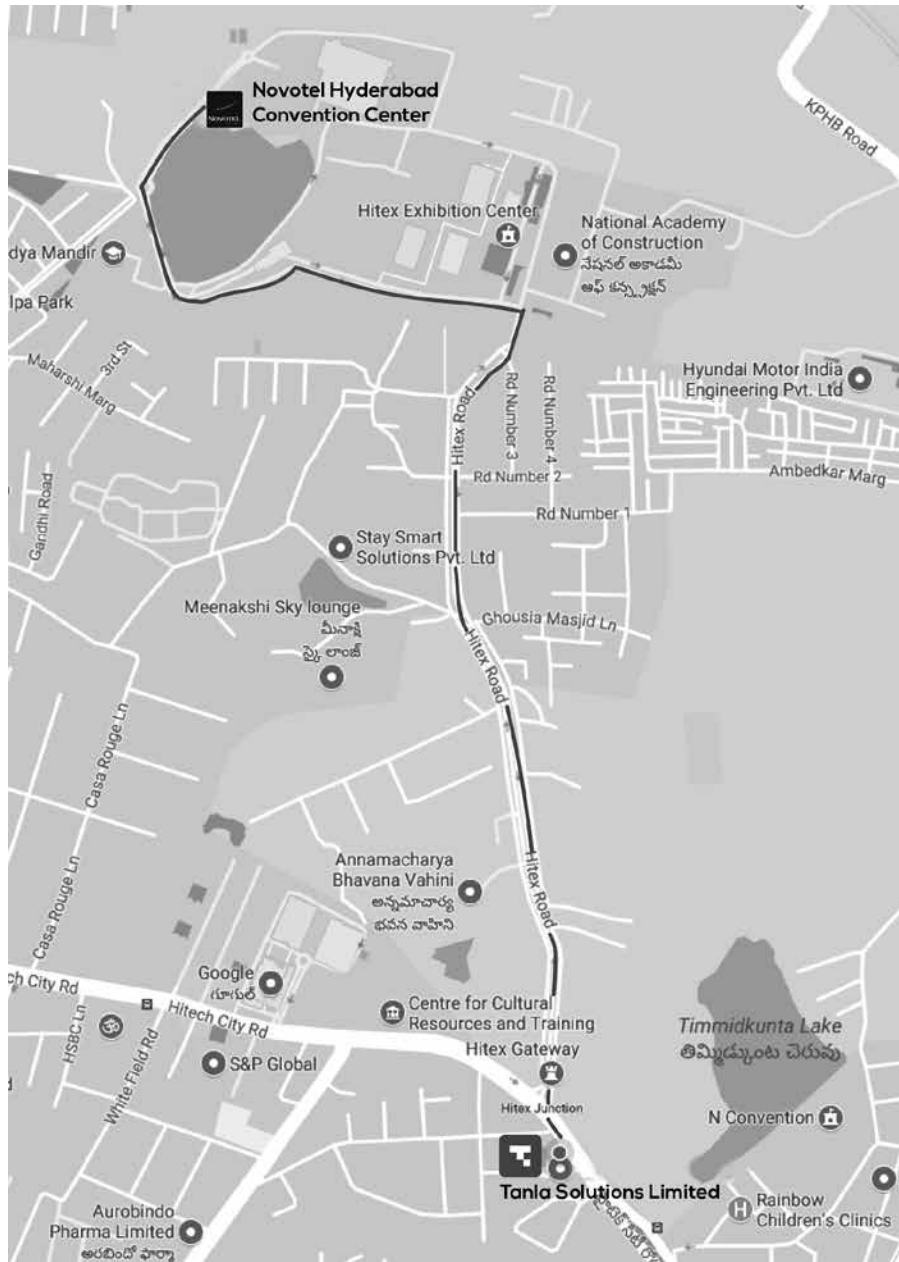 Novotel Hyderabad
Convention Center
NOVOTEL
KPHB Road
Hitex Exhibition Center
National Academy
of Construction
నేషనల్ అకాడమీ
ఆఫ్ కన్స్ట్రక్షన్
dya Mandir
lpa Park
3rd St
Maharshi Marg
Hyundai Motor India
Engineering Pvt. Ltd
Hitex Road
Rd Number 3
Rd Number 4
Rd Number 2
Ambedkar Marg
Rd Number 1
Gandhi Road
Stay Smart
Solutions Pvt. Ltd
Meenakshi Sky lounge
మీనాక్షి
స్కై లాంజ్
Ghousia Masjid Ln
Hitex Road
Casa Rouge Ln
Annamacharya
Bhavana Vahini
అన్నమాచార్య
భవన వాహిని
Hitex Road
Casa Rouge Ln
Google
గూగుల్
ch City Rd
Hitech City Rd
Centre for Cultural
Resources and Training
Timmidkunta Lake
తిమ్మిడ్కుంట చెరువు
HSBC Ln
White Field Rd
S&P Global
Hitex Gateway
Hitex Junction
N Convention
Tanla Solutions Limited
Aurobindo
Pharma Limited
అరబిందో ఫార్మా
H
Rainbow
Children's Clinics
హైటెక్ సిటీ రో